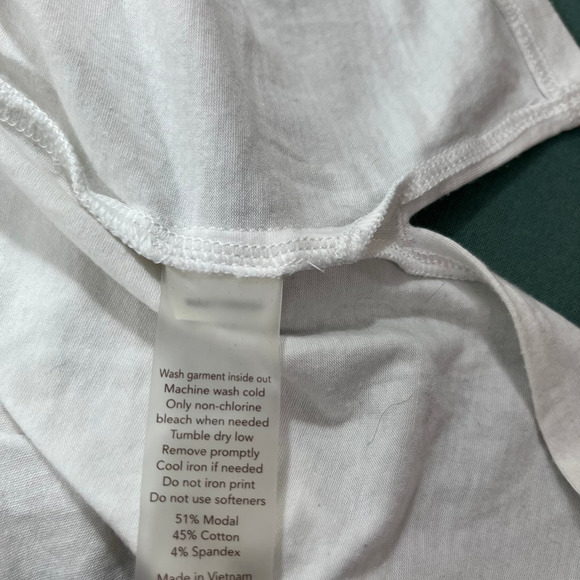 Wash garment inside out
Machine wash cold
Only non-chlorine
bleach when needed
Tumble dry low
Remove promptly
Cool iron if needed
Do not iron print
Do not use softeners
51% Modal
45% Cotton
4% Spandex
Made in Vietnam